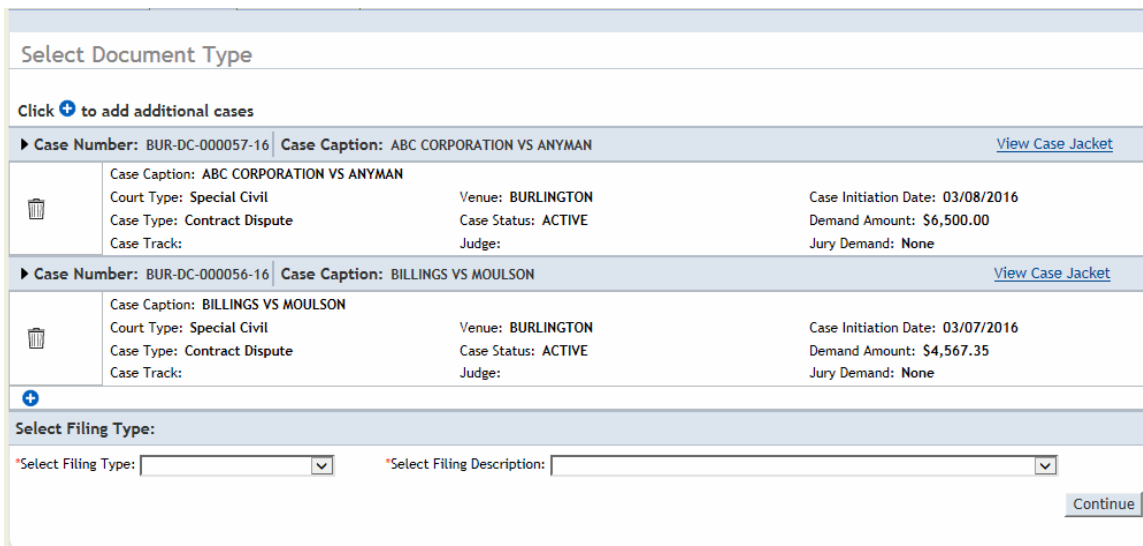 Select Document Type
Click to add additional cases
Case Number: BUR-DC-000057-16 Case Caption: ABC CORPORATION VS ANYMAN View Case Jacket
Case Caption: ABC CORPORATION VS ANYMAN
Court Type: Special Civil Venue: BURLINGTON Case Initiation Date: 03/08/2016
Case Type: Contract Dispute Case Status: ACTIVE Demand Amount: $6,500.00
Case Track: Judge: Jury Demand: None
Case Number: BUR-DC-000056-16 Case Caption: BILLINGS VS MOULSON View Case Jacket
Case Caption: BILLINGS VS MOULSON
Court Type: Special Civil Venue: BURLINGTON Case Initiation Date: 03/07/2016
Case Type: Contract Dispute Case Status: ACTIVE Demand Amount: $4,567.35
Case Track: Judge: Jury Demand: None
Select Filing Type:
*Select Filing Type: *Select Filing Description:
Continue